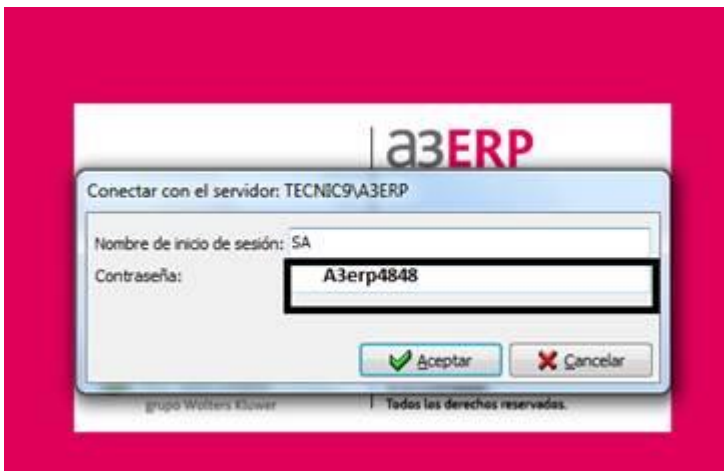 a3ERP
Conectar con el servidor: TECNIC9\A3ERP
Nombre de inicio de sesión: SA
Contraseña: A3erp4848
Aceptar Cancelar
grupo Wolters Kluwer Todos los derechos reservados.